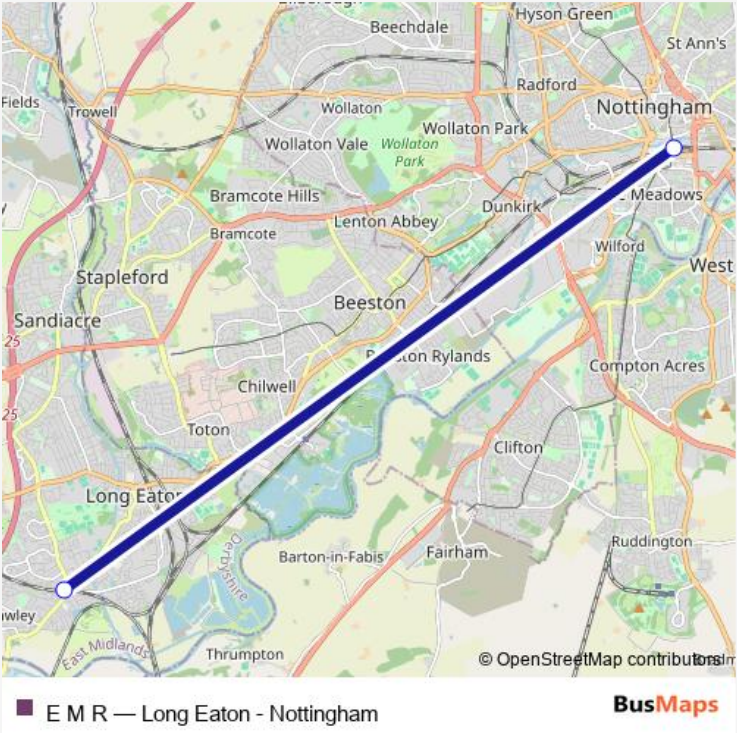 Beechdale
Hyson Green
St Ann's
Radford
Fields
Trowell
Wollaton
Nottingham
Wollaton Park
Wollaton Vale
Wollaton
Park
Bramcote Hills
Meadows
Dunkirk
Lenton Abbey
Bramcote
Wilford
West
Stapleford
Beeston
Sandiacre
25
Rylands
Compton Acres
Chilwell
25
Toton
Clifton
Long Eaton
Derbyshire
Ruddington
Barton-in-Fabis
Fairham
East Midlands
Thrumpton
© OpenStreetMap contributors
E M R — Long Eaton - Nottingham
BusMaps